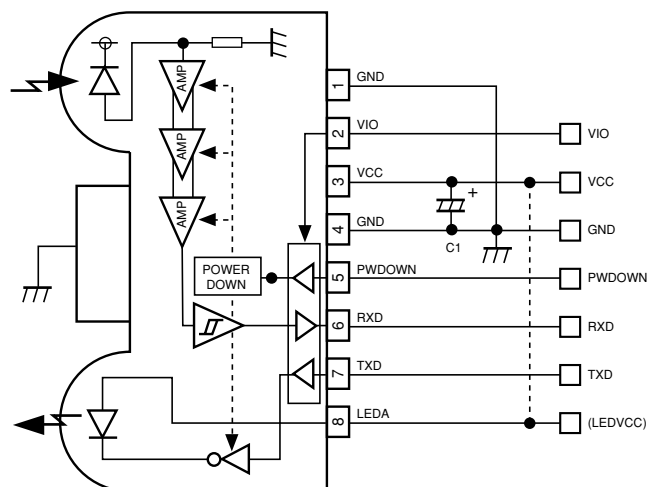 1 GND
AMP
2 VIO VIO
AMP
3 VCC VCC
+
AMP
4 GND GND
C1
POWER
DOWN
5 PWDOWN PWDOWN
6 RXD RXD
7 TXD TXD
8 LEDA (LEDVCC)